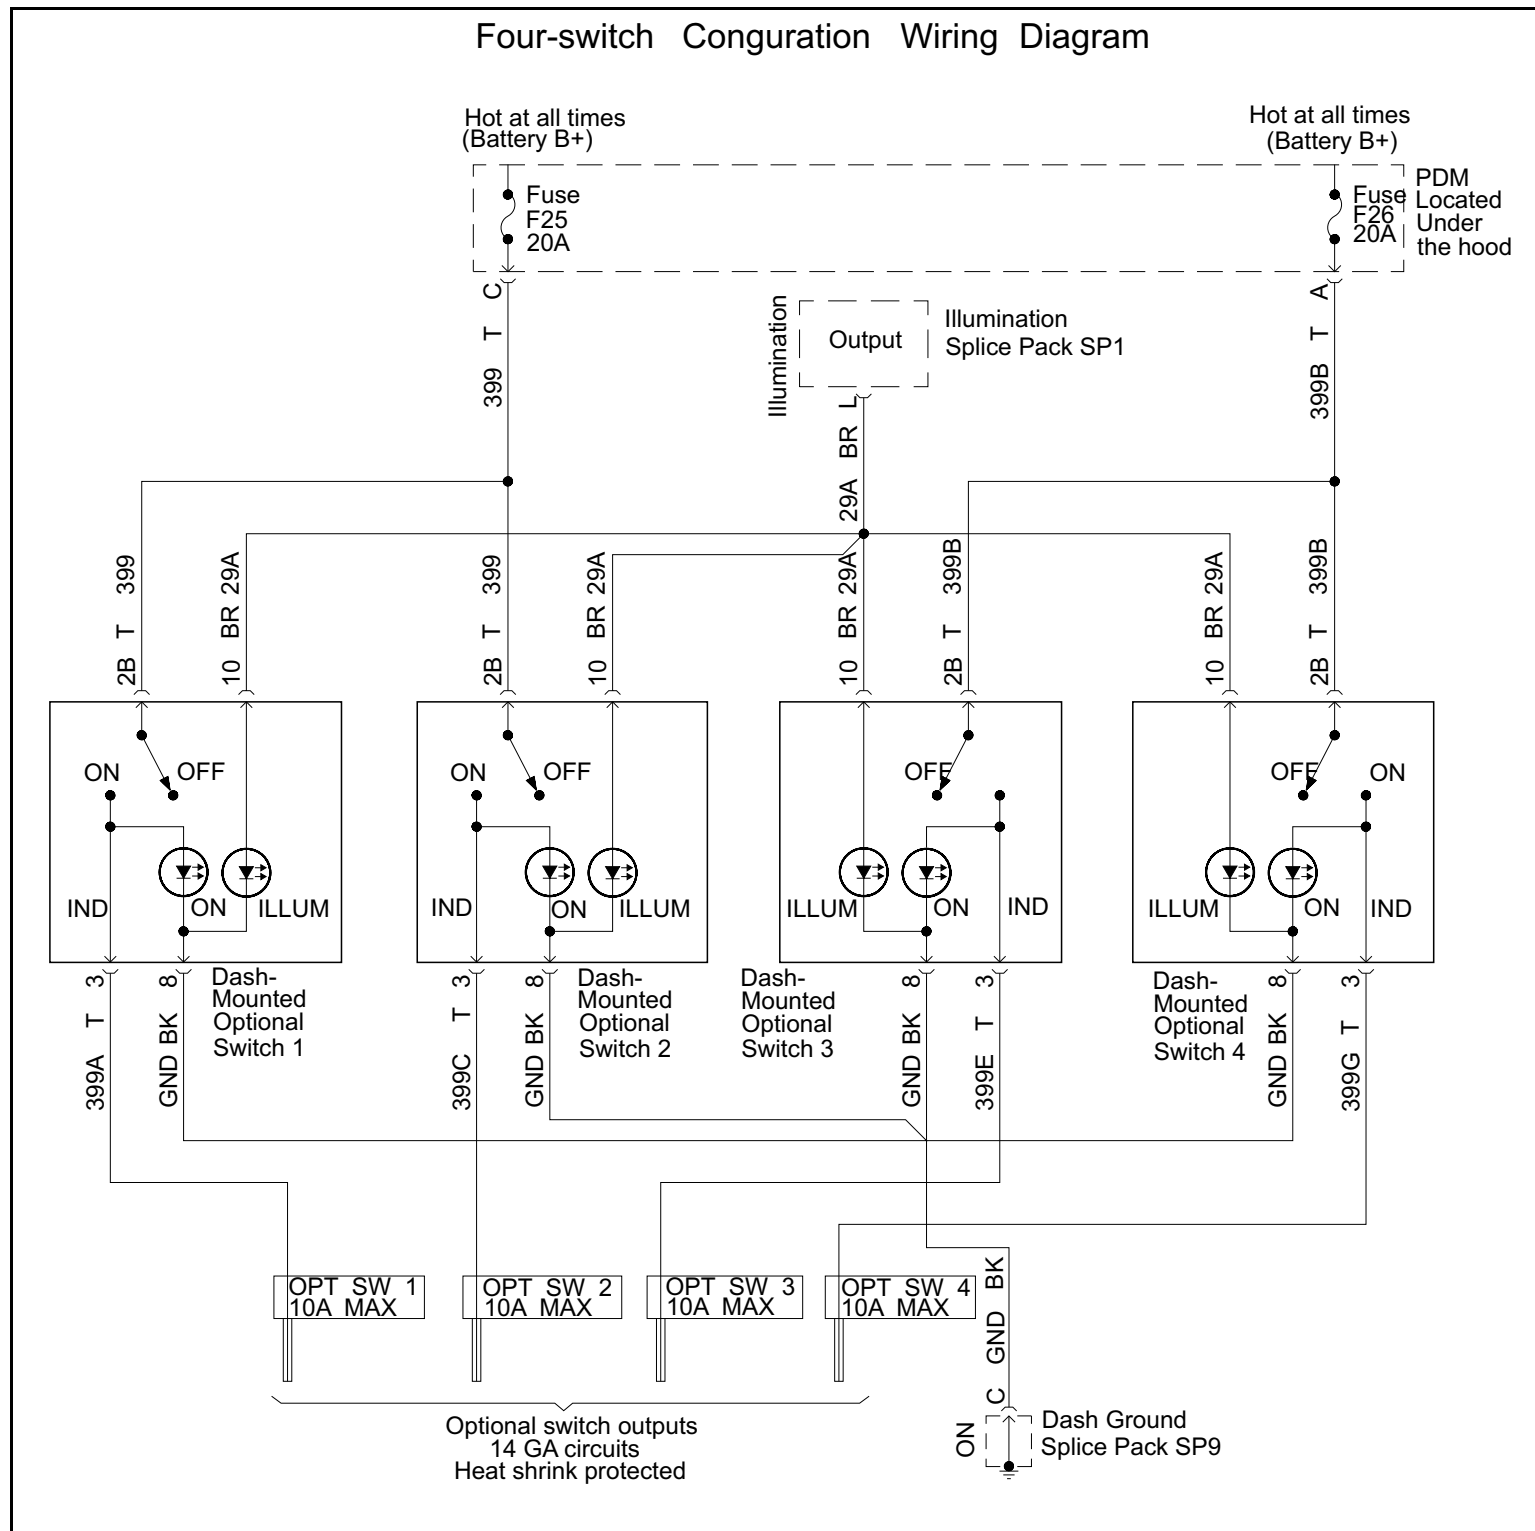 Four-switch Conguration Wiring Diagram
Hot at all times
(Battery B+)
Hot at all times
(Battery B+)
Fuse
F25
20A
Fuse
F26
20A
PDM
Located
Under
the hood
C
T
399
Illumination
Output
Illumination
Splice Pack SP1
L
BR
29A
A
T
399B
399
T
2B
29A
BR
10
399
T
2B
29A
BR
10
29A
BR
10
399B
T
2B
29A
BR
10
399B
T
2B
ON
OFF
IND
ON
ILLUM
ON
OFF
IND
ON
ILLUM
OFF
ILLUM
ON
IND
OFF
ON
ILLUM
ON
IND
3
T
399A
8
BK
GND
Dash-
Mounted
Optional
Switch 1
3
T
399C
8
BK
GND
Dash-
Mounted
Optional
Switch 2
Dash-
Mounted
Optional
Switch 3
8
BK
GND
3
T
399E
Dash-
Mounted
Optional
Switch 4
8
BK
GND
3
T
399G
OPT SW 1
10A MAX
OPT SW 2
10A MAX
OPT SW 3
10A MAX
OPT SW 4
10A MAX
BK
GND
C
Optional switch outputs
14 GA circuits
Heat shrink protected
ON
Dash Ground
Splice Pack SP9